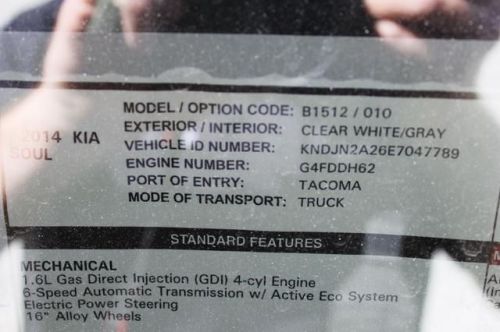 MODEL / OPTION CODE: B1512 / 010
EXTERIOR / INTERIOR: CLEAR WHITE/GRAY
2014 KIA SOUL
VEHICLE ID NUMBER: KNDJN2A26E7047789
ENGINE NUMBER: G4FDDH62
PORT OF ENTRY: TACOMA
MODE OF TRANSPORT: TRUCK
STANDARD FEATURES
MECHANICAL
1.6L Gas Direct Injection (GDI) 4-cyl Engine
6-Speed Automatic Transmission w/ Active Eco System
Electric Power Steering
16" Alloy Wheels